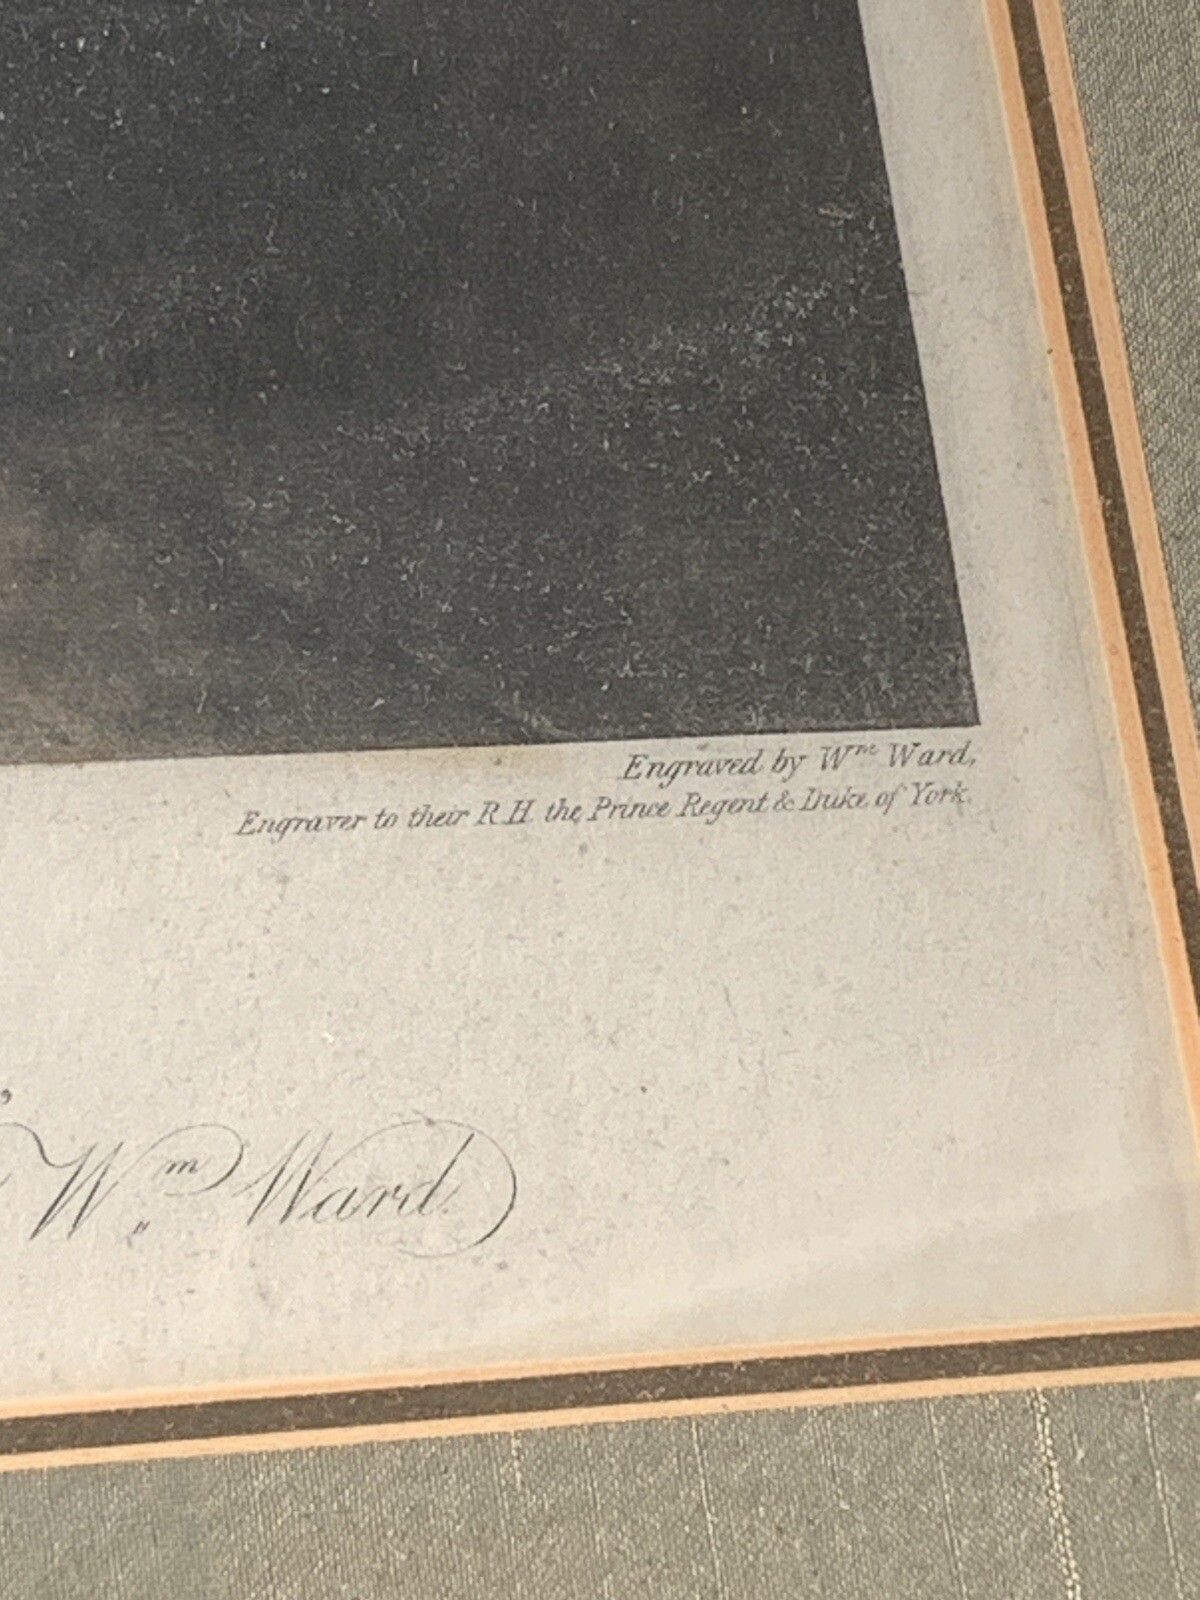 Engraved by Wm Ward,
Engraver to their R.H. the Prince Regent & Duke of York.
Wm Ward.